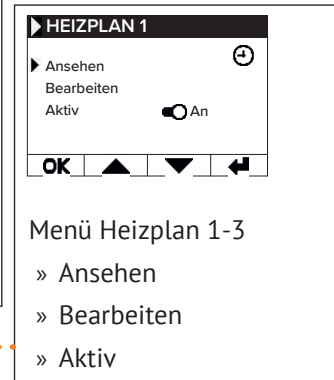 HEIZPLAN 1
Ansehen
Bearbeiten
Aktiv An
OK
Menü Heizplan 1-3
» Ansehen
» Bearbeiten
» Aktiv